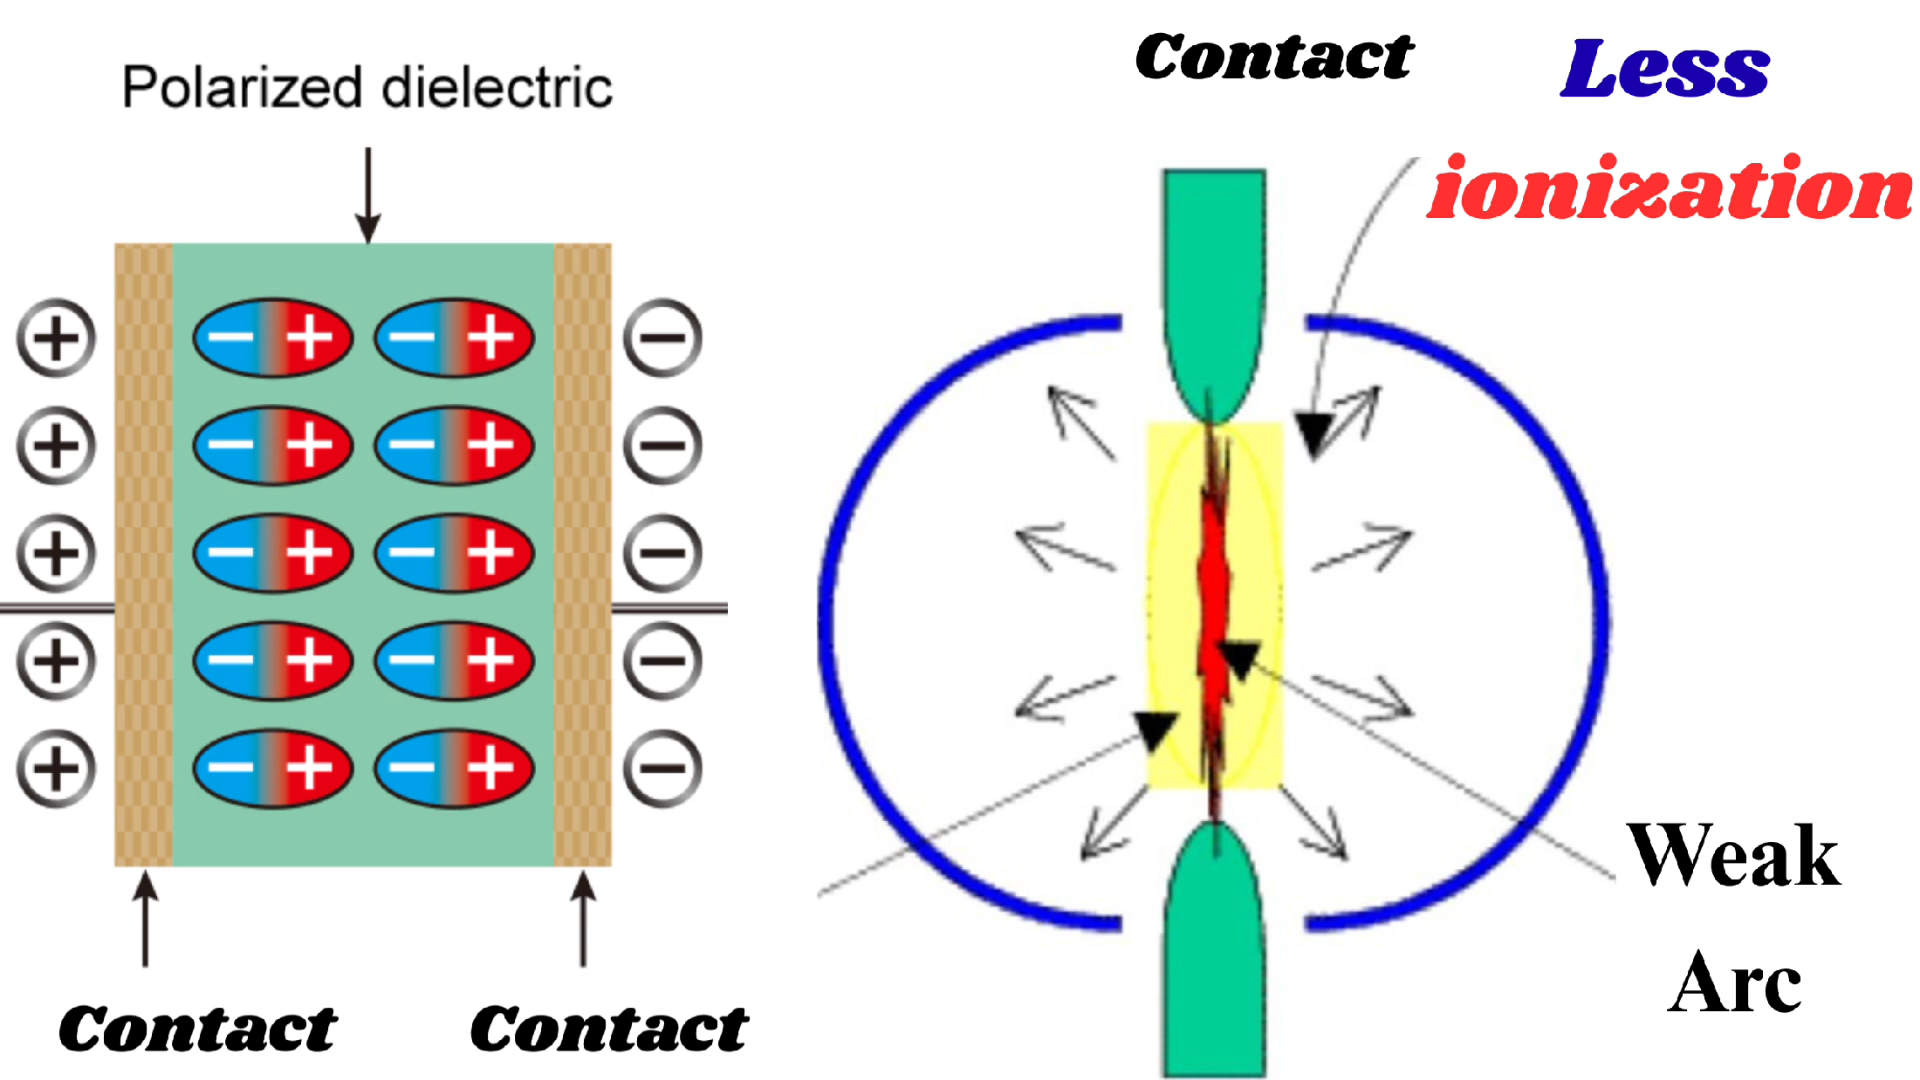 Polarized dielectric
Contact
Contact
Contact
Less
ionization
Weak
Arc